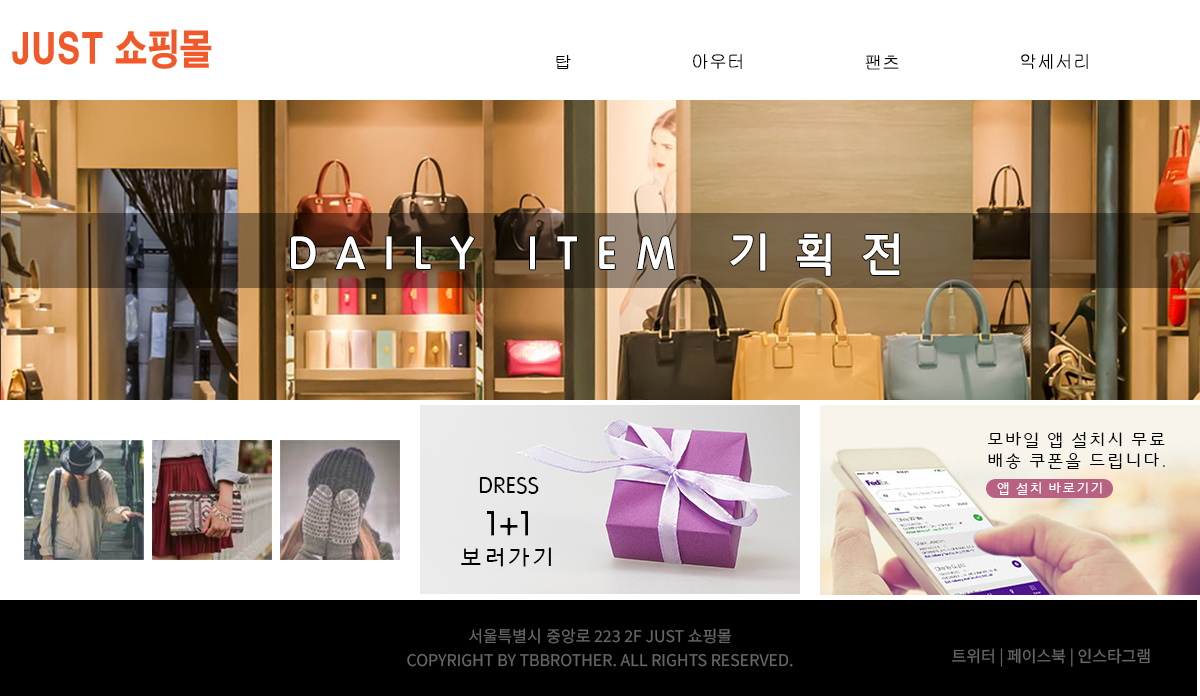 JUST 쇼핑몰
탑 아우터 팬츠 악세서리
DAILY ITEM 기획전
DRESS
1+1
보러가기
모바일 앱 설치시 무료
배송 쿠폰을 드립니다.
앱 설치 바로가기
FedEx
서울특별시 중앙로 223 2F JUST 쇼핑몰
COPYRIGHT BY TBBROTHER. ALL RIGHTS RESERVED.
트위터 | 페이스북 | 인스타그램